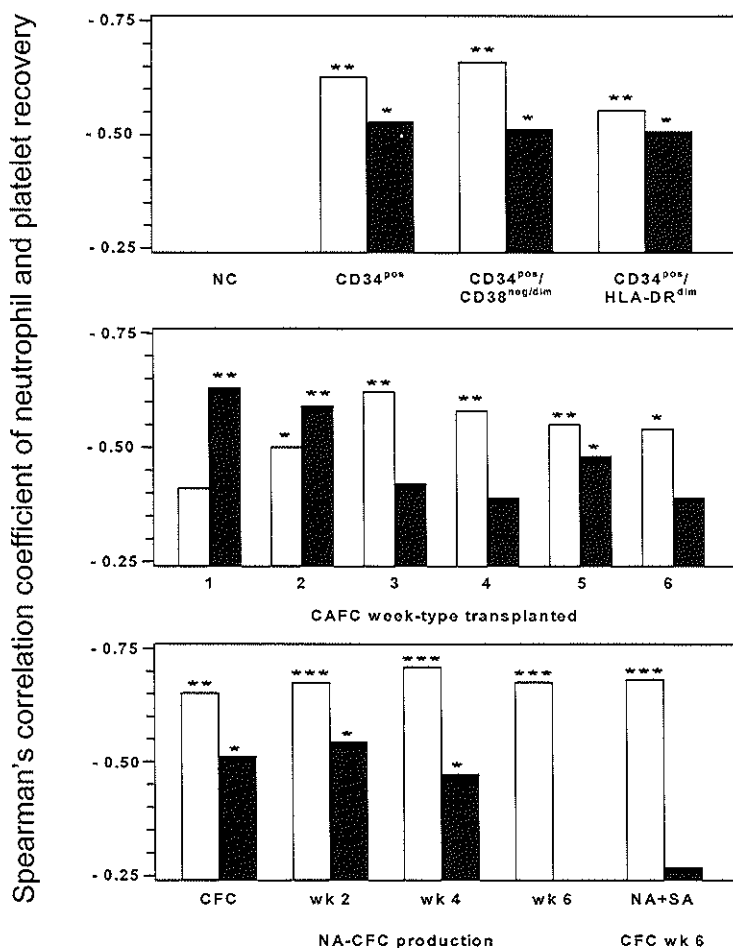 Spearman's correlation coefficient of neutrophil and platelet recovery
- 0.75
- 0.50
- 0.25
** * ** * ** *
NC CD34pos CD34pos/ CD34pos/
CD38neg/dim HLA-DRdim
- 0.75
- 0.50
- 0.25
** * ** ** ** ** * *
1 2 3 4 5 6
CAFC week-type transplanted
- 0.75
- 0.50
- 0.25
** * *** * *** * *** ***
CFC wk 2 wk 4 wk 6 NA+SA
NA-CFC production CFC wk 6